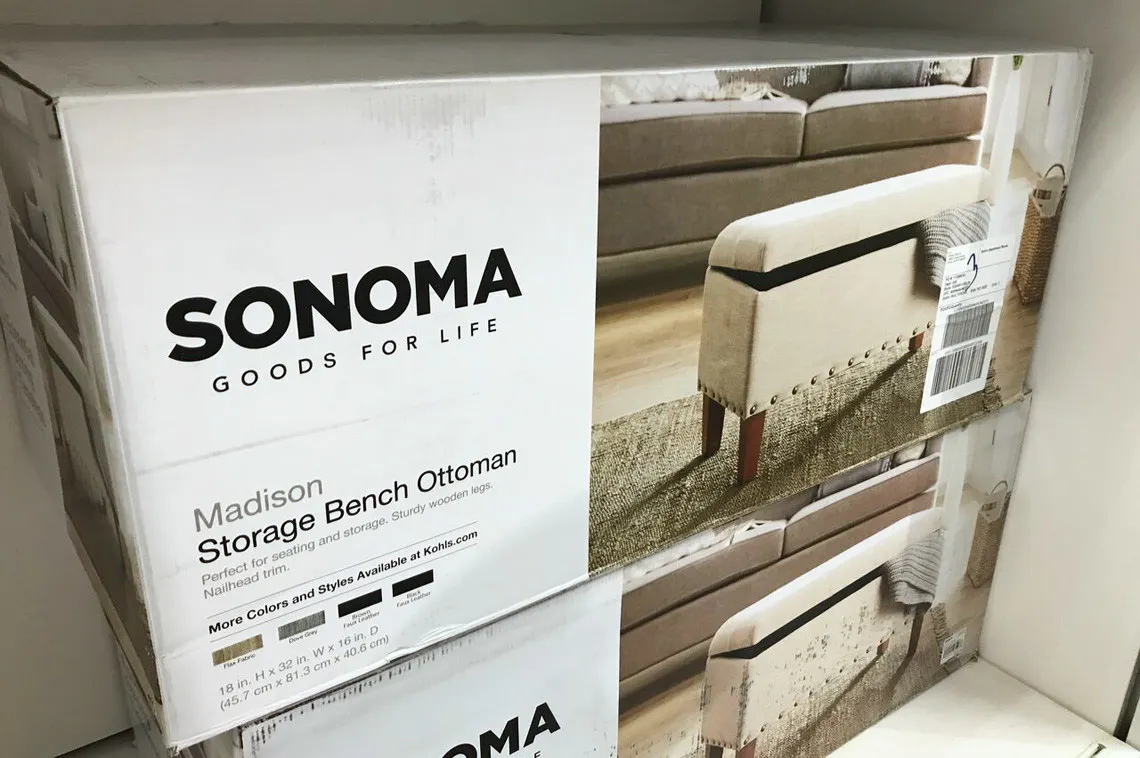 SONOMA
GOODS FOR LIFE
Madison
Storage Bench Ottoman
Perfect for seating and storage. Sturdy wooden legs.
Nailhead trim.
More Colors and Styles Available at Kohls.com
Flax Fabric
Dove Grey
Brown
Faux Leather
Black
Faux Leather
18 in. H x 32 in. W x 16 in. D
(45.7 cm x 81.3 cm x 40.6 cm)
3
OMA